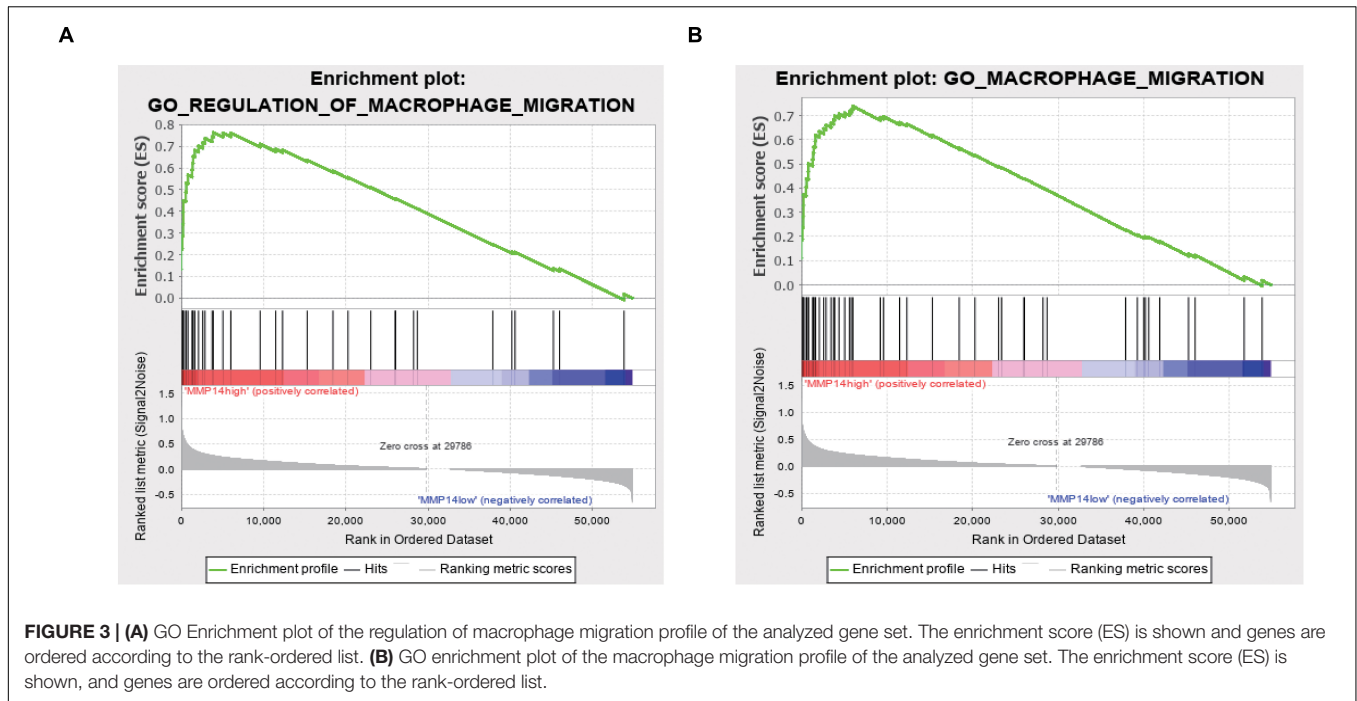 A
Enrichment plot:
GO_REGULATION_OF_MACROPHAGE_MIGRATION
Enrichment score (ES)
0.8
0.7
0.6
0.5
0.4
0.3
0.2
0.1
0.0
'MMP14high' (positively correlated)
Ranked list metric (Signal2Noise)
1.5
1.0
0.5
0.0
-0.5
Zero cross at 29786
'MMP14low' (negatively correlated)
0
10,000
20,000
30,000
40,000
50,000
Rank in Ordered Dataset
Enrichment profile
Hits
Ranking metric scores
B
Enrichment plot: GO_MACROPHAGE_MIGRATION
Enrichment score (ES)
0.7
0.6
0.5
0.4
0.3
0.2
0.1
0.0
'MMP14high' (positively correlated)
Ranked list metric (Signal2Noise)
1.5
1.0
0.5
0.0
-0.5
Zero cross at 29786
'MMP14low' (negatively correlated)
0
10,000
20,000
30,000
40,000
50,000
Rank in Ordered Dataset
Enrichment profile
Hits
Ranking metric scores
FIGURE 3 | (A) GO Enrichment plot of the regulation of macrophage migration profile of the analyzed gene set. The enrichment score (ES) is shown and genes are
ordered according to the rank-ordered list. (B) GO enrichment plot of the macrophage migration profile of the analyzed gene set. The enrichment score (ES) is
shown, and genes are ordered according to the rank-ordered list.